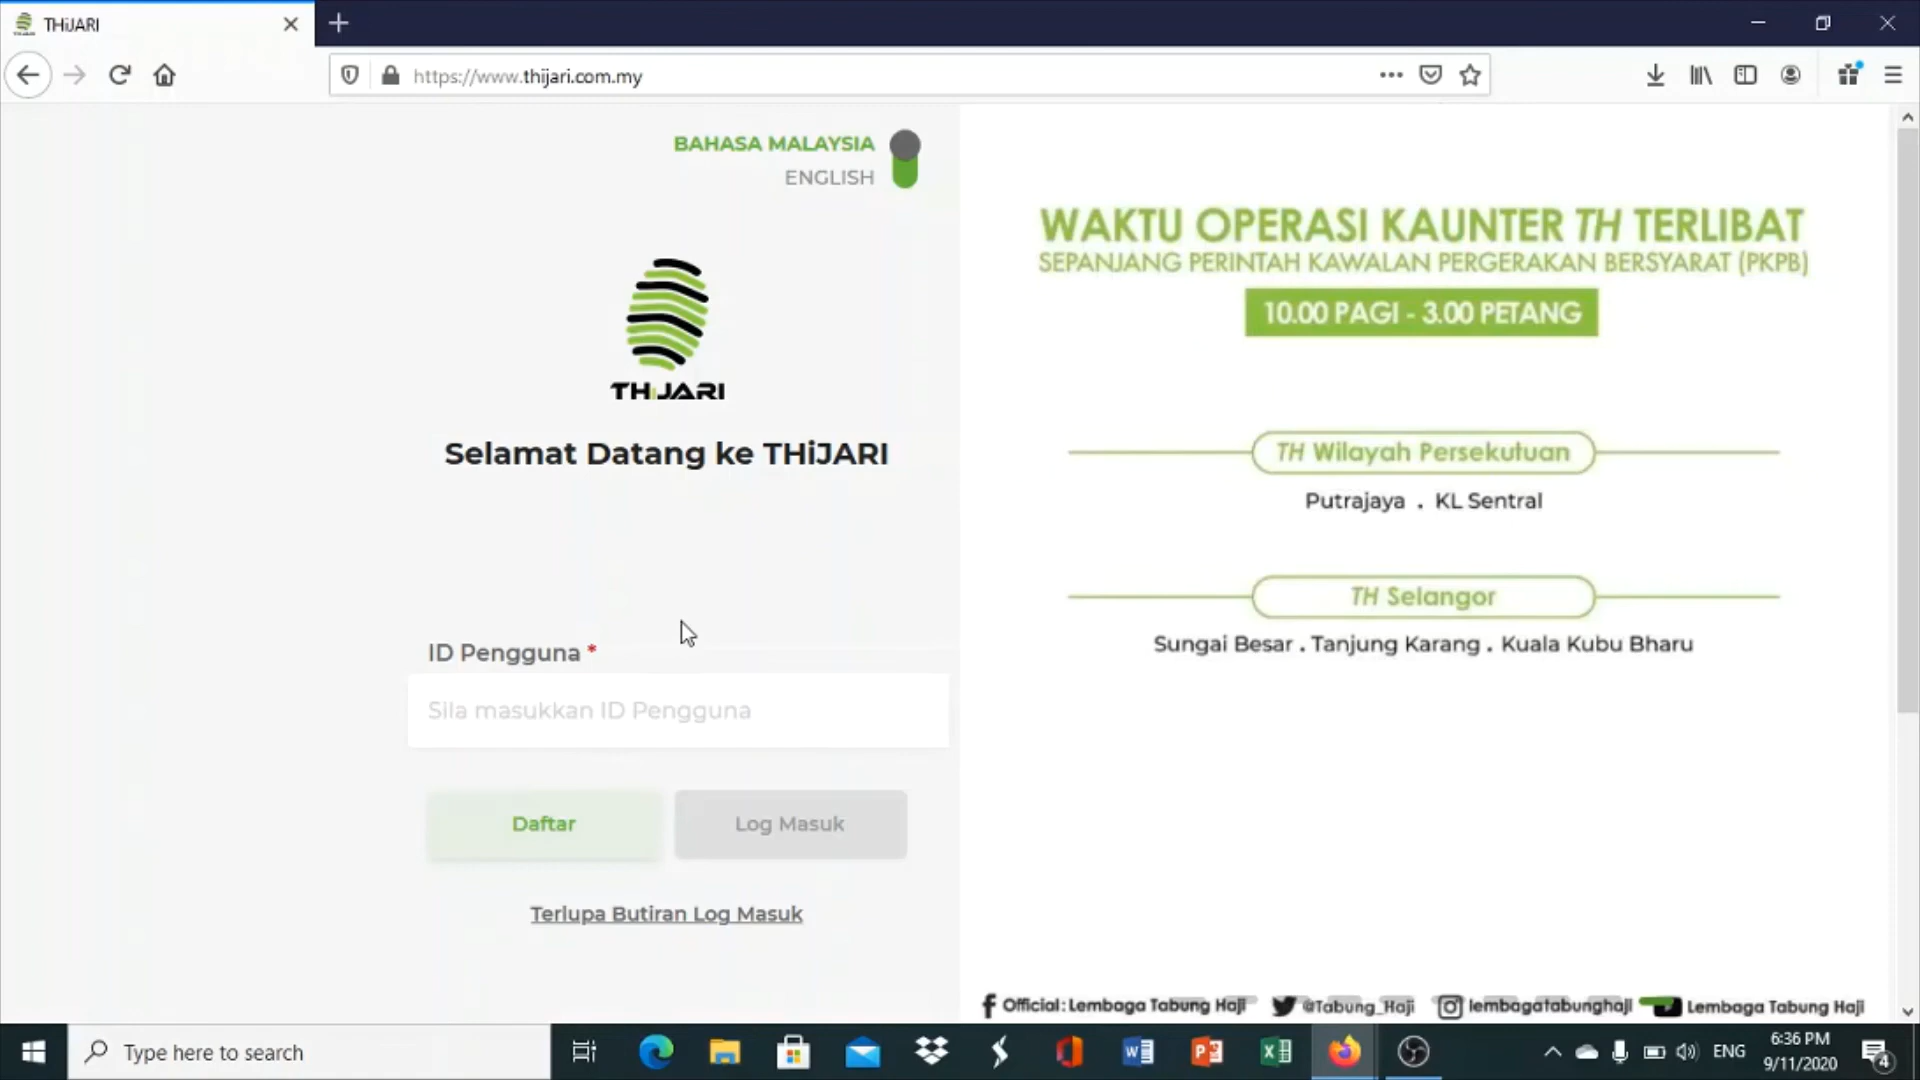 THiJARI
https://www.thijari.com.my
BAHASA MALAYSIA
ENGLISH
THiJARI
Selamat Datang ke THiJARI
ID Pengguna *
Sila masukkan ID Pengguna
Daftar
Log Masuk
Terlupa Butiran Log Masuk
WAKTU OPERASI KAUNTER TH TERLIBAT
SEPANJANG PERINTAH KAWALAN PERGERAKAN BERSYARAT (PKPB)
10.00 PAGI - 3.00 PETANG
TH Wilayah Persekutuan
Putrajaya . KL Sentral
TH Selangor
Sungai Besar . Tanjung Karang . Kuala Kubu Bharu
Official: Lembaga Tabung Haji
@Tabung_Haji
lembagatabunghaji
Lembaga Tabung Haji
Type here to search
ENG
6:36 PM
9/11/2020
4